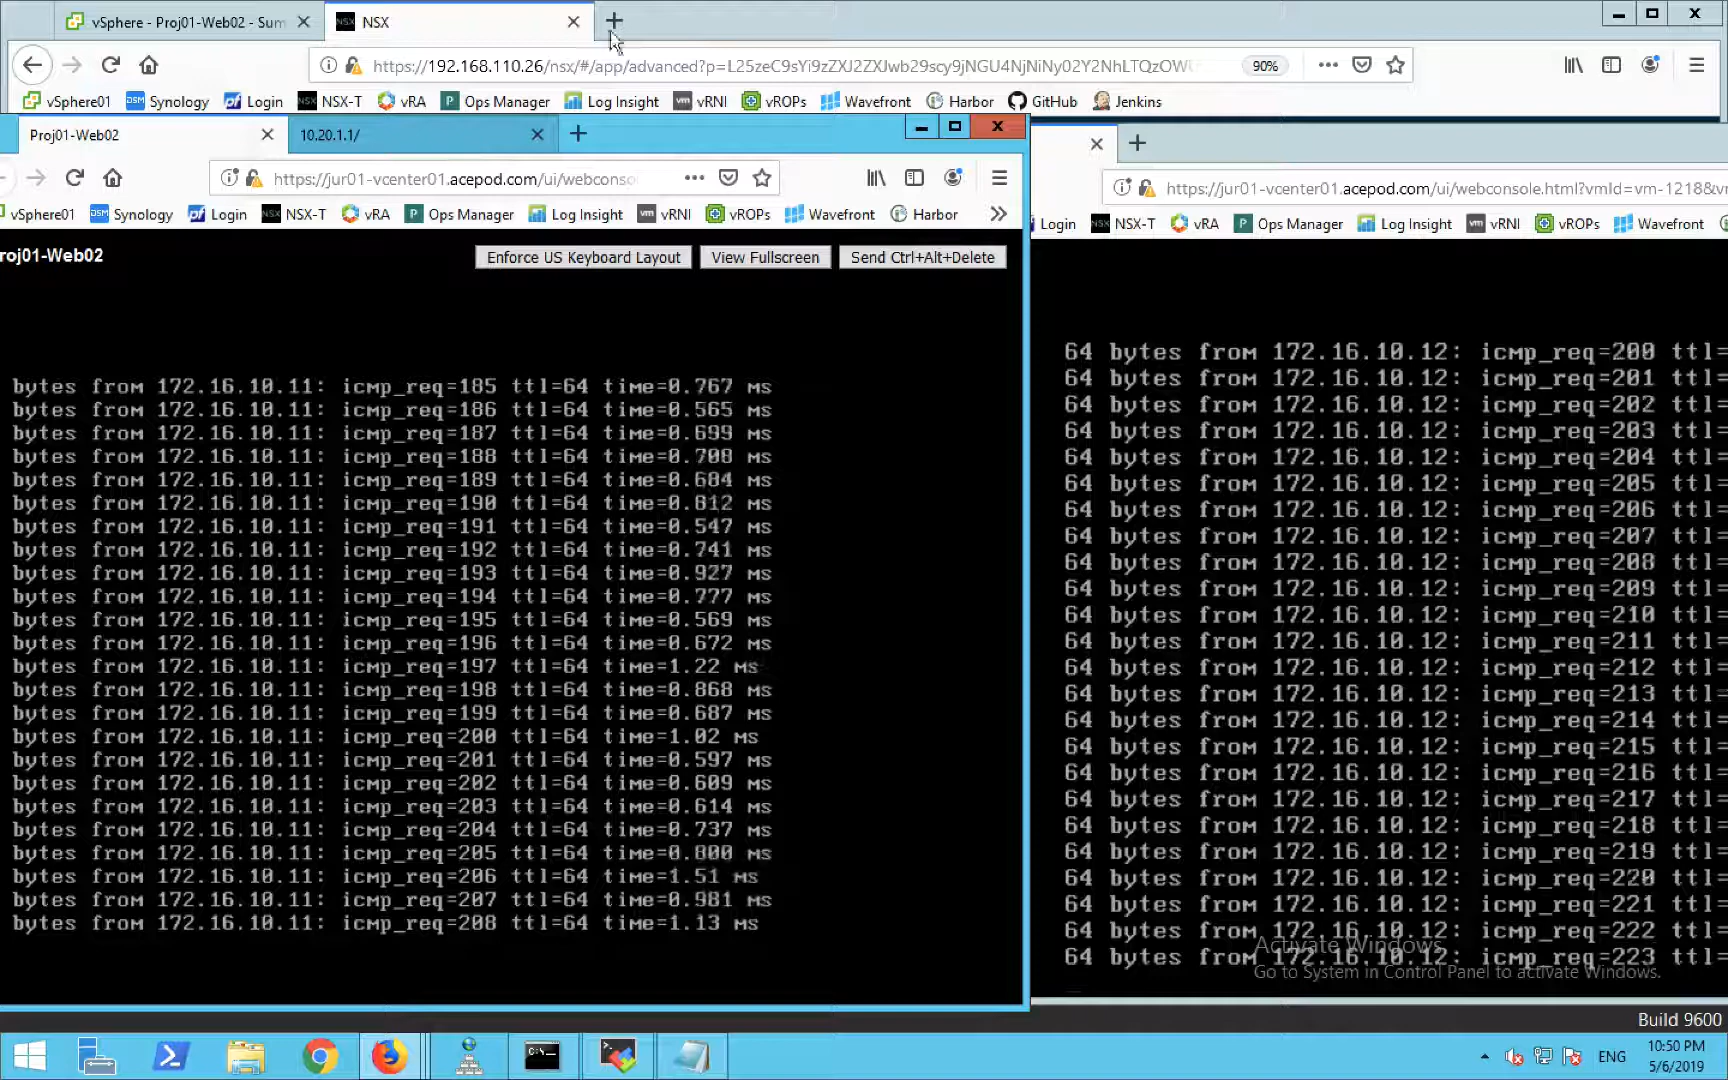 vSphere - Proj01-Web02 - Sum
NSX
https://192.168.110.26/nsx/#/app/advanced?p=L25zeC9sYi9zZXJ2ZXJwb29scy9jNGU4NjNiNy02Y2NhLTQzOW
90%
vSphere01 Synology Login NSX-T vRA Ops Manager Log Insight vRNI vROPs Wavefront Harbor GitHub Jenkins
Proj01-Web02
10.20.1.1/
https://jur01-vcenter01.acepod.com/ui/webconso
vSphere01 Synology Login NSX-T vRA Ops Manager Log Insight vRNI vROPs Wavefront Harbor
roj01-Web02
Enforce US Keyboard Layout View Fullscreen Send Ctrl+Alt+Delete
bytes from 172.16.10.11: icmp_req=185 ttl=64 time=0.767 ms
bytes from 172.16.10.11: icmp_req=186 ttl=64 time=0.565 ms
bytes from 172.16.10.11: icmp_req=187 ttl=64 time=0.699 ms
bytes from 172.16.10.11: icmp_req=188 ttl=64 time=0.708 ms
bytes from 172.16.10.11: icmp_req=189 ttl=64 time=0.684 ms
bytes from 172.16.10.11: icmp_req=190 ttl=64 time=0.812 ms
bytes from 172.16.10.11: icmp_req=191 ttl=64 time=0.547 ms
bytes from 172.16.10.11: icmp_req=192 ttl=64 time=0.741 ms
bytes from 172.16.10.11: icmp_req=193 ttl=64 time=0.927 ms
bytes from 172.16.10.11: icmp_req=194 ttl=64 time=0.777 ms
bytes from 172.16.10.11: icmp_req=195 ttl=64 time=0.569 ms
bytes from 172.16.10.11: icmp_req=196 ttl=64 time=0.672 ms
bytes from 172.16.10.11: icmp_req=197 ttl=64 time=1.22 ms
bytes from 172.16.10.11: icmp_req=198 ttl=64 time=0.868 ms
bytes from 172.16.10.11: icmp_req=199 ttl=64 time=0.687 ms
bytes from 172.16.10.11: icmp_req=200 ttl=64 time=1.02 ms
bytes from 172.16.10.11: icmp_req=201 ttl=64 time=0.597 ms
bytes from 172.16.10.11: icmp_req=202 ttl=64 time=0.609 ms
bytes from 172.16.10.11: icmp_req=203 ttl=64 time=0.614 ms
bytes from 172.16.10.11: icmp_req=204 ttl=64 time=0.737 ms
bytes from 172.16.10.11: icmp_req=205 ttl=64 time=0.800 ms
bytes from 172.16.10.11: icmp_req=206 ttl=64 time=1.51 ms
bytes from 172.16.10.11: icmp_req=207 ttl=64 time=0.981 ms
bytes from 172.16.10.11: icmp_req=208 ttl=64 time=1.13 ms
https://jur01-vcenter01.acepod.com/ui/webconsole.html?vmId=vm-1218&v
Login NSX-T vRA Ops Manager Log Insight vRNI vROPs Wavefront
64 bytes from 172.16.10.12: icmp_req=200 ttl=
64 bytes from 172.16.10.12: icmp_req=201 ttl=
64 bytes from 172.16.10.12: icmp_req=202 ttl=
64 bytes from 172.16.10.12: icmp_req=203 ttl=
64 bytes from 172.16.10.12: icmp_req=204 ttl=
64 bytes from 172.16.10.12: icmp_req=205 ttl=
64 bytes from 172.16.10.12: icmp_req=206 ttl=
64 bytes from 172.16.10.12: icmp_req=207 ttl=
64 bytes from 172.16.10.12: icmp_req=208 ttl=
64 bytes from 172.16.10.12: icmp_req=209 ttl=
64 bytes from 172.16.10.12: icmp_req=210 ttl=
64 bytes from 172.16.10.12: icmp_req=211 ttl=
64 bytes from 172.16.10.12: icmp_req=212 ttl=
64 bytes from 172.16.10.12: icmp_req=213 ttl=
64 bytes from 172.16.10.12: icmp_req=214 ttl=
64 bytes from 172.16.10.12: icmp_req=215 ttl=
64 bytes from 172.16.10.12: icmp_req=216 ttl=
64 bytes from 172.16.10.12: icmp_req=217 ttl=
64 bytes from 172.16.10.12: icmp_req=218 ttl=
64 bytes from 172.16.10.12: icmp_req=219 ttl=
64 bytes from 172.16.10.12: icmp_req=220 ttl=
64 bytes from 172.16.10.12: icmp_req=221 ttl=
64 bytes from 172.16.10.12: icmp_req=222 ttl=
64 bytes from 172.16.10.12: icmp_req=223 ttl=
Activate Windows
Go to System in Control Panel to activate Windows.
Build 9600
ENG
10:50 PM
5/6/2019